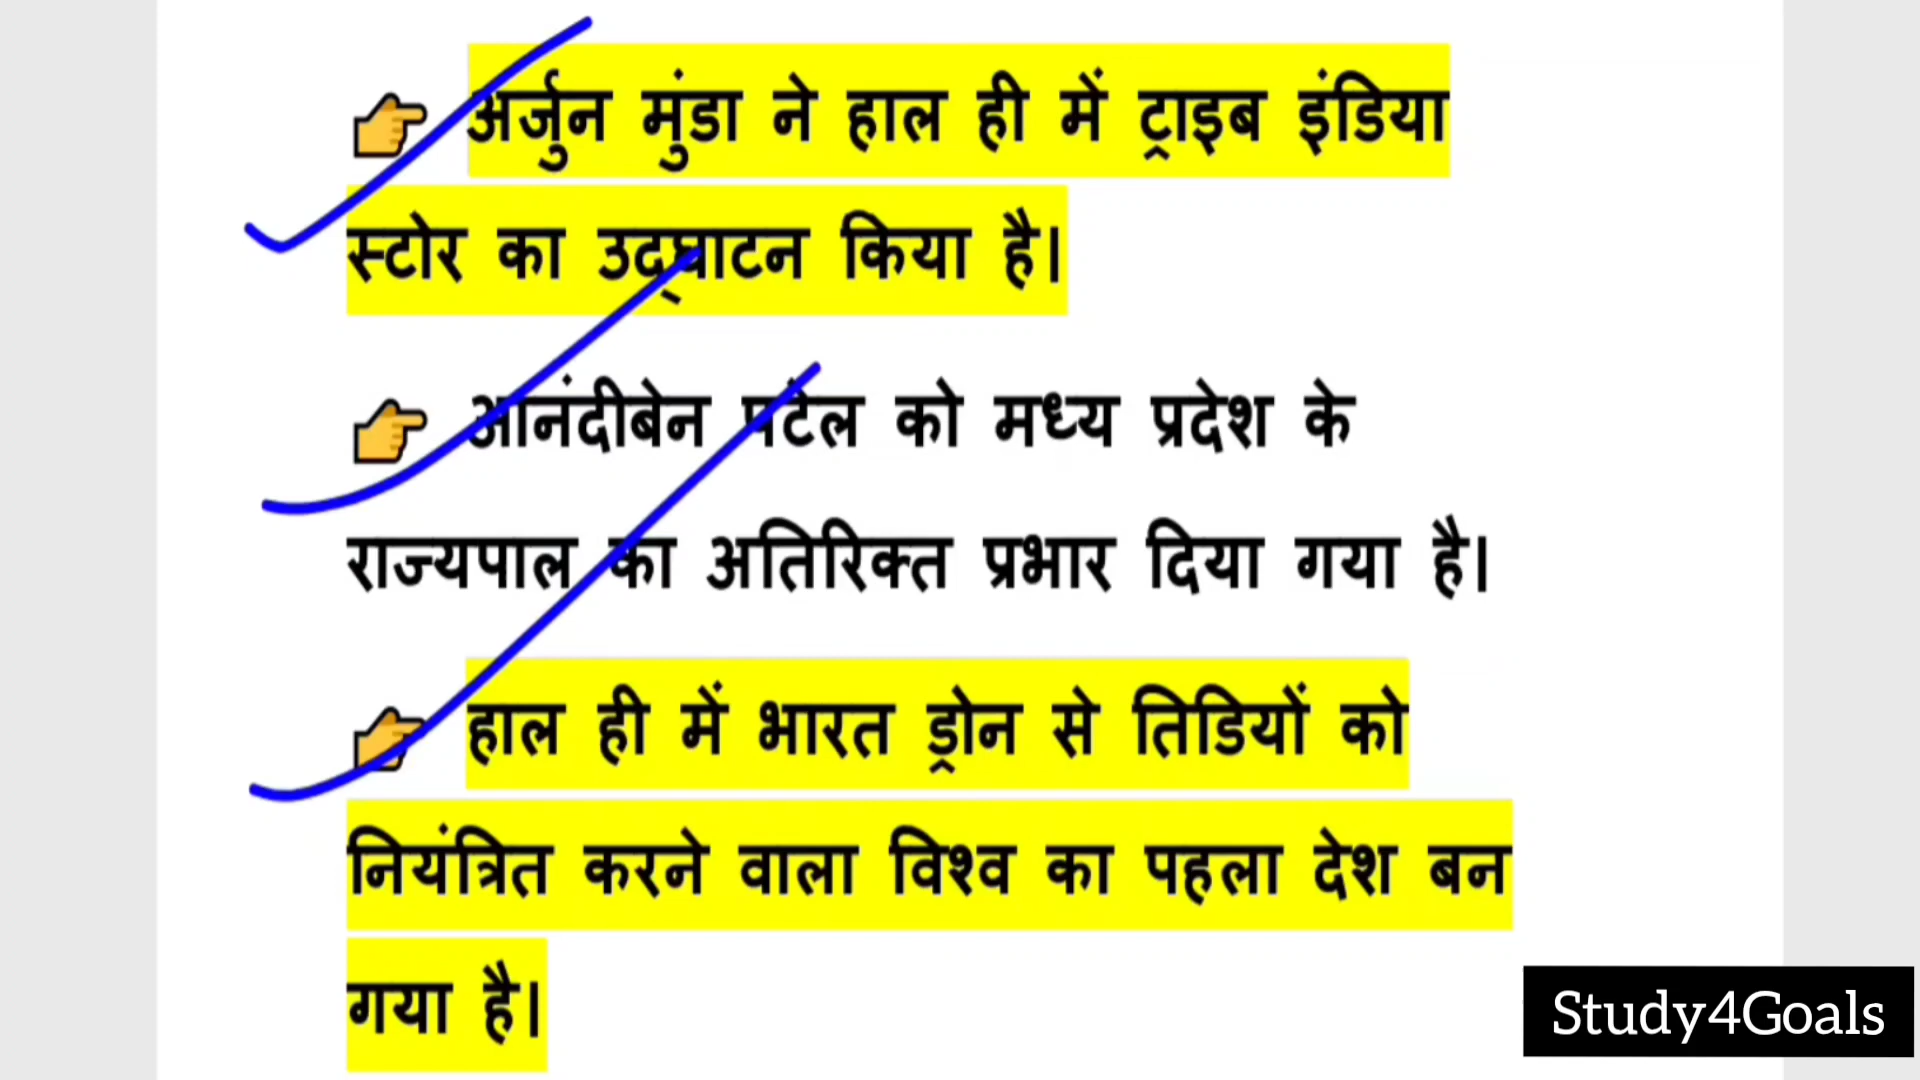 👉 अर्जुन मुंडा ने हाल ही में ट्राइब इंडिया
स्टोर का उद्घाटन किया है।
👉 आनंदीबेन पटेल को मध्य प्रदेश के
राज्यपाल का अतिरिक्त प्रभार दिया गया है।
👉 हाल ही में भारत ड्रोन से तिडियों को
नियंत्रित करने वाला विश्व का पहला देश बन
गया है।
Study4Goals